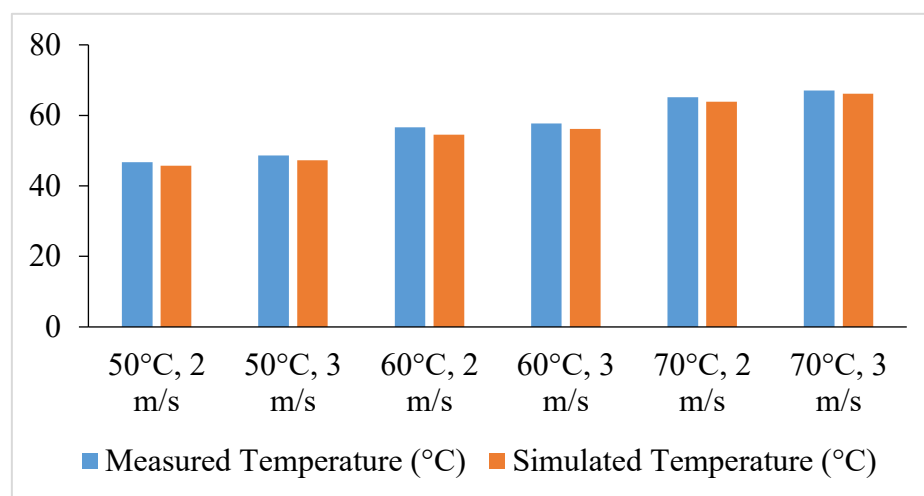 80
60
40
20
0
50°C, 2 m/s
50°C, 3 m/s
60°C, 2 m/s
60°C, 3 m/s
70°C, 2 m/s
70°C, 3 m/s
Measured Temperature (°C)
Simulated Temperature (°C)